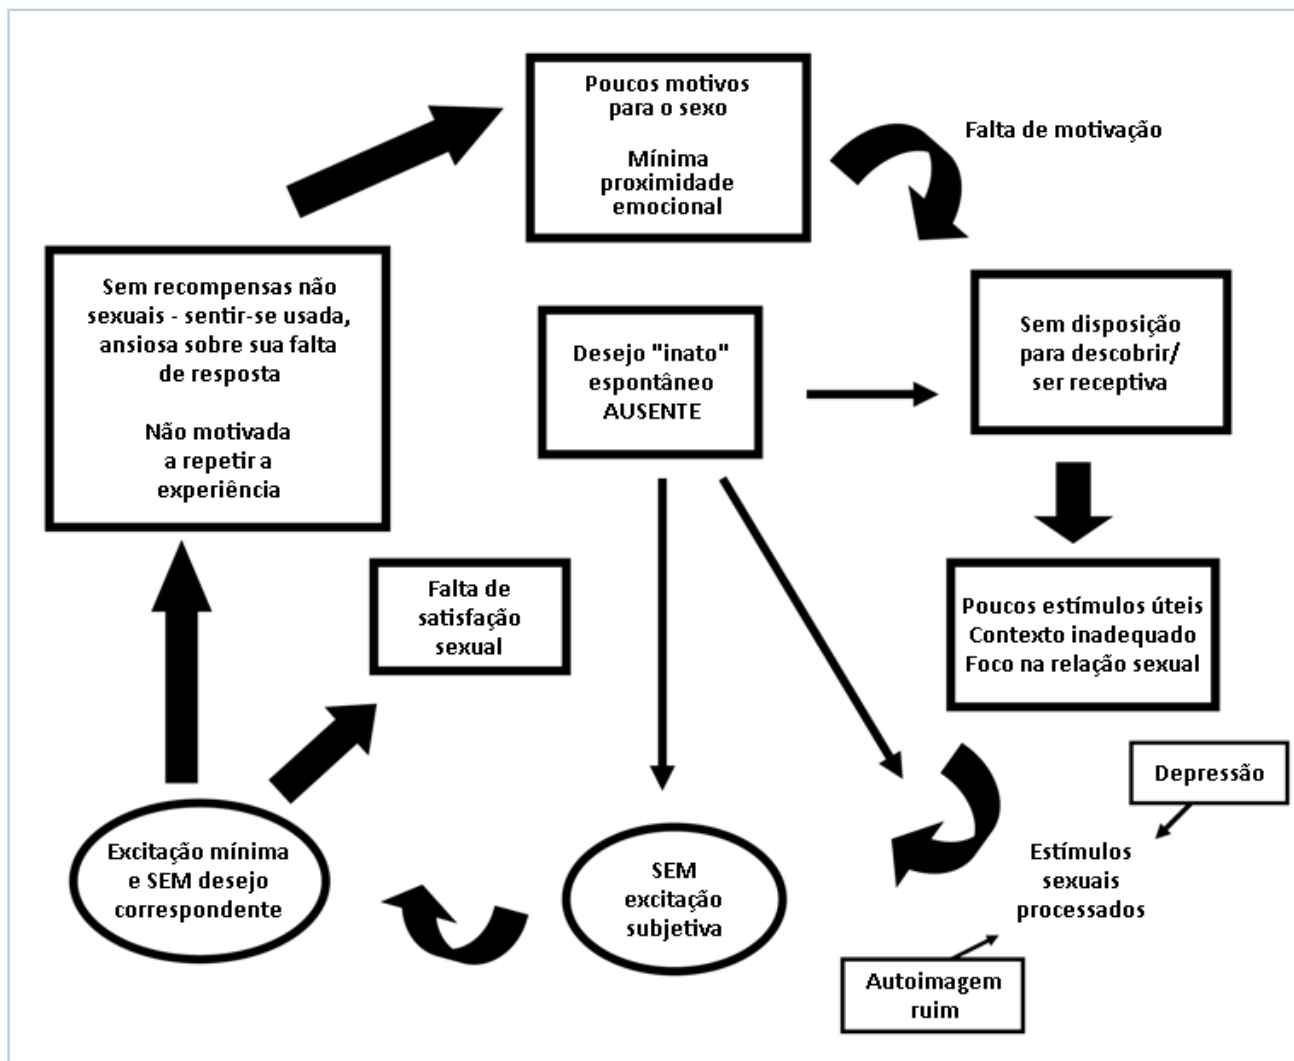 Poucos motivos
para o sexo
Mínima
proximidade
emocional
Falta de motivação
Sem disposição
para descobrir/
ser receptiva
Poucos estímulos úteis
Contexto inadequado
Foco na relação sexual
Depressão
Estímulos
sexuais
processados
Autoimagem
ruim
Desejo "inato"
espontâneo
AUSENTE
SEM
excitação
subjetiva
Excitação mínima
e SEM desejo
correspondente
Falta de
satisfação
sexual
Sem recompensas não
sexuais - sentir-se usada,
ansiosa sobre sua falta
de resposta
Não motivada
a repetir a
experiência